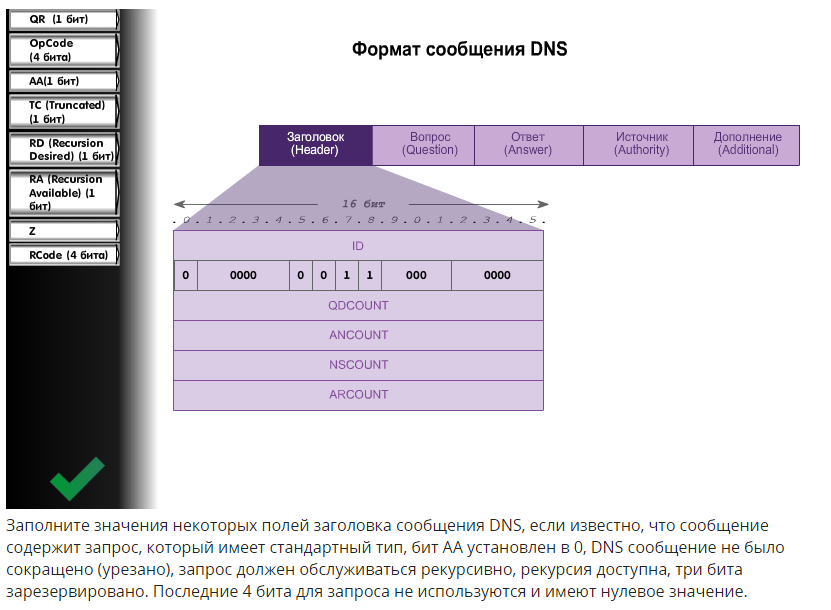 QR (1 бит)
OpCode
(4 бита)
AA(1 бит)
TC (Truncated)
(1 бит)
RD (Recursion
Desired) (1 бит)
RA (Recursion
Available) (1
бит)
Z
RCode (4 бита)
Формат сообщения DNS
Заголовок
(Header)
Вопрос
(Question)
Ответ
(Answer)
Источник
(Authority)
Дополнение
(Additional)
16 бит
. 0 . 1 . 2 . 3 . 4 . 5 . 6 . 7 . 8 . 9 . 0 . 1 . 2 . 3 . 4 . 5 .
ID
0 0000 0 0 1 1 000 0000
QDCOUNT
ANCOUNT
NSCOUNT
ARCOUNT
Заполните значения некоторых полей заголовка сообщения DNS, если известно, что сообщение
содержит запрос, который имеет стандартный тип, бит AA установлен в 0, DNS сообщение не было
сокращено (урезано), запрос должен обслуживаться рекурсивно, рекурсия доступна, три бита
зарезервировано. Последние 4 бита для запроса не используются и имеют нулевое значение.